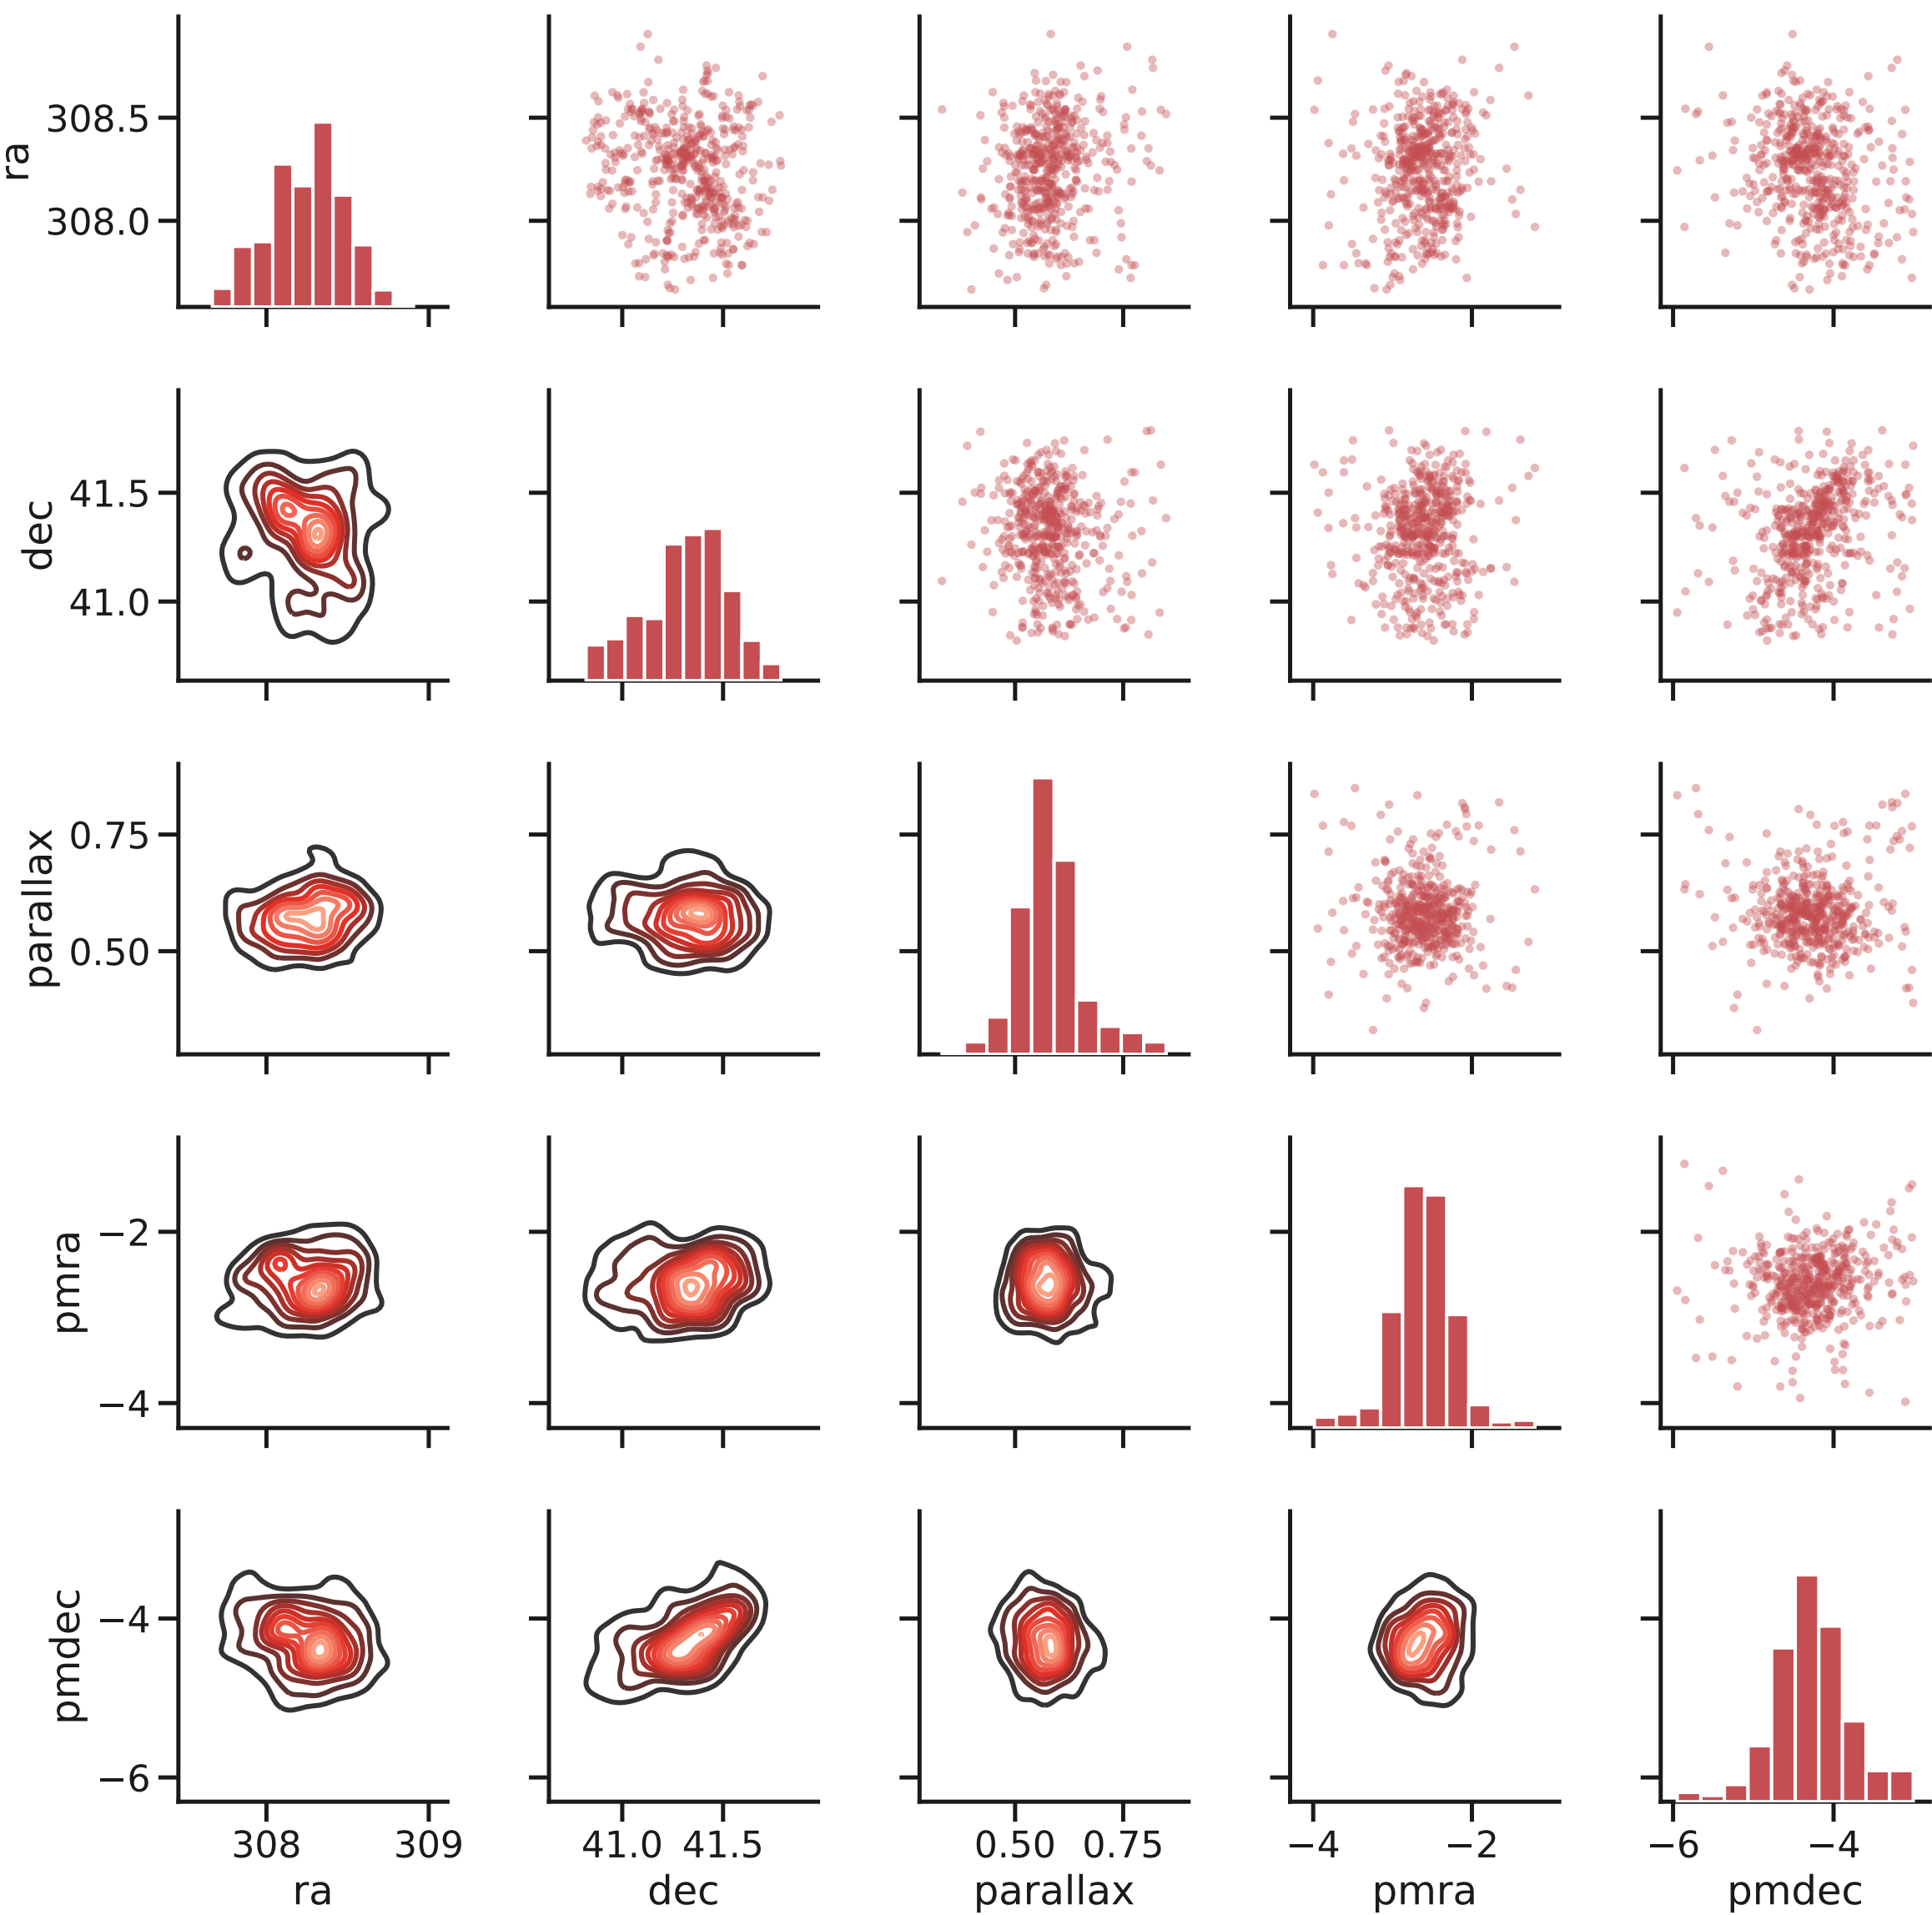 ra
308.5
308.0
dec
41.5
41.0
parallax
0.75
0.50
pmra
−2
−4
pmdec
−4
−6
308 309 41.0 41.5 0.50 0.75 −4 −2 −6 −4
ra dec parallax pmra pmdec